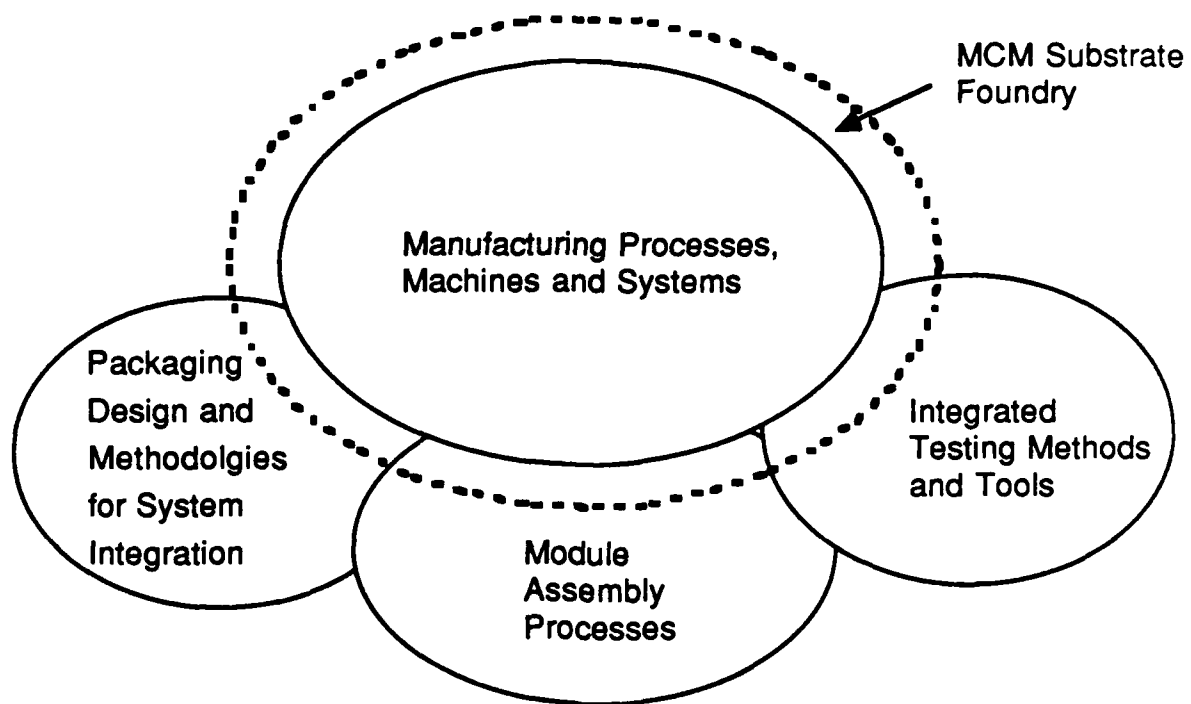 MCM Substrate
Foundry
Manufacturing Processes,
Machines and Systems
Packaging
Design and
Methodolgies
for System
Integration
Integrated
Testing Methods
and Tools
Module
Assembly
Processes